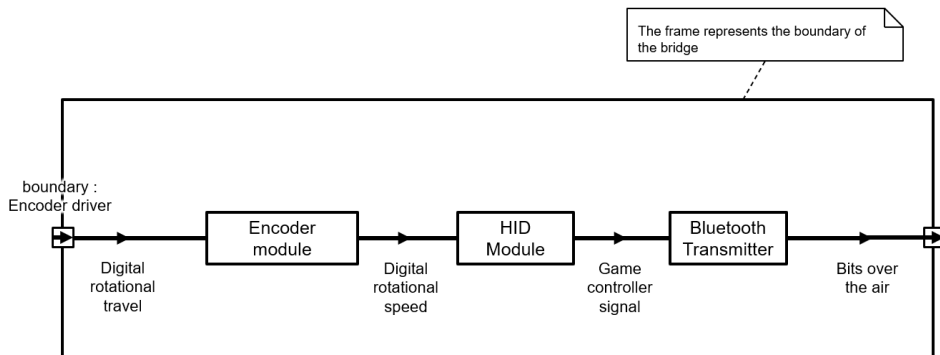 The frame represents the boundary of
the bridge
boundary :
Encoder driver
Encoder
module
HID
Module
Bluetooth
Transmitter
Digital
rotational
travel
Digital
rotational
speed
Game
controller
signal
Bits over
the air